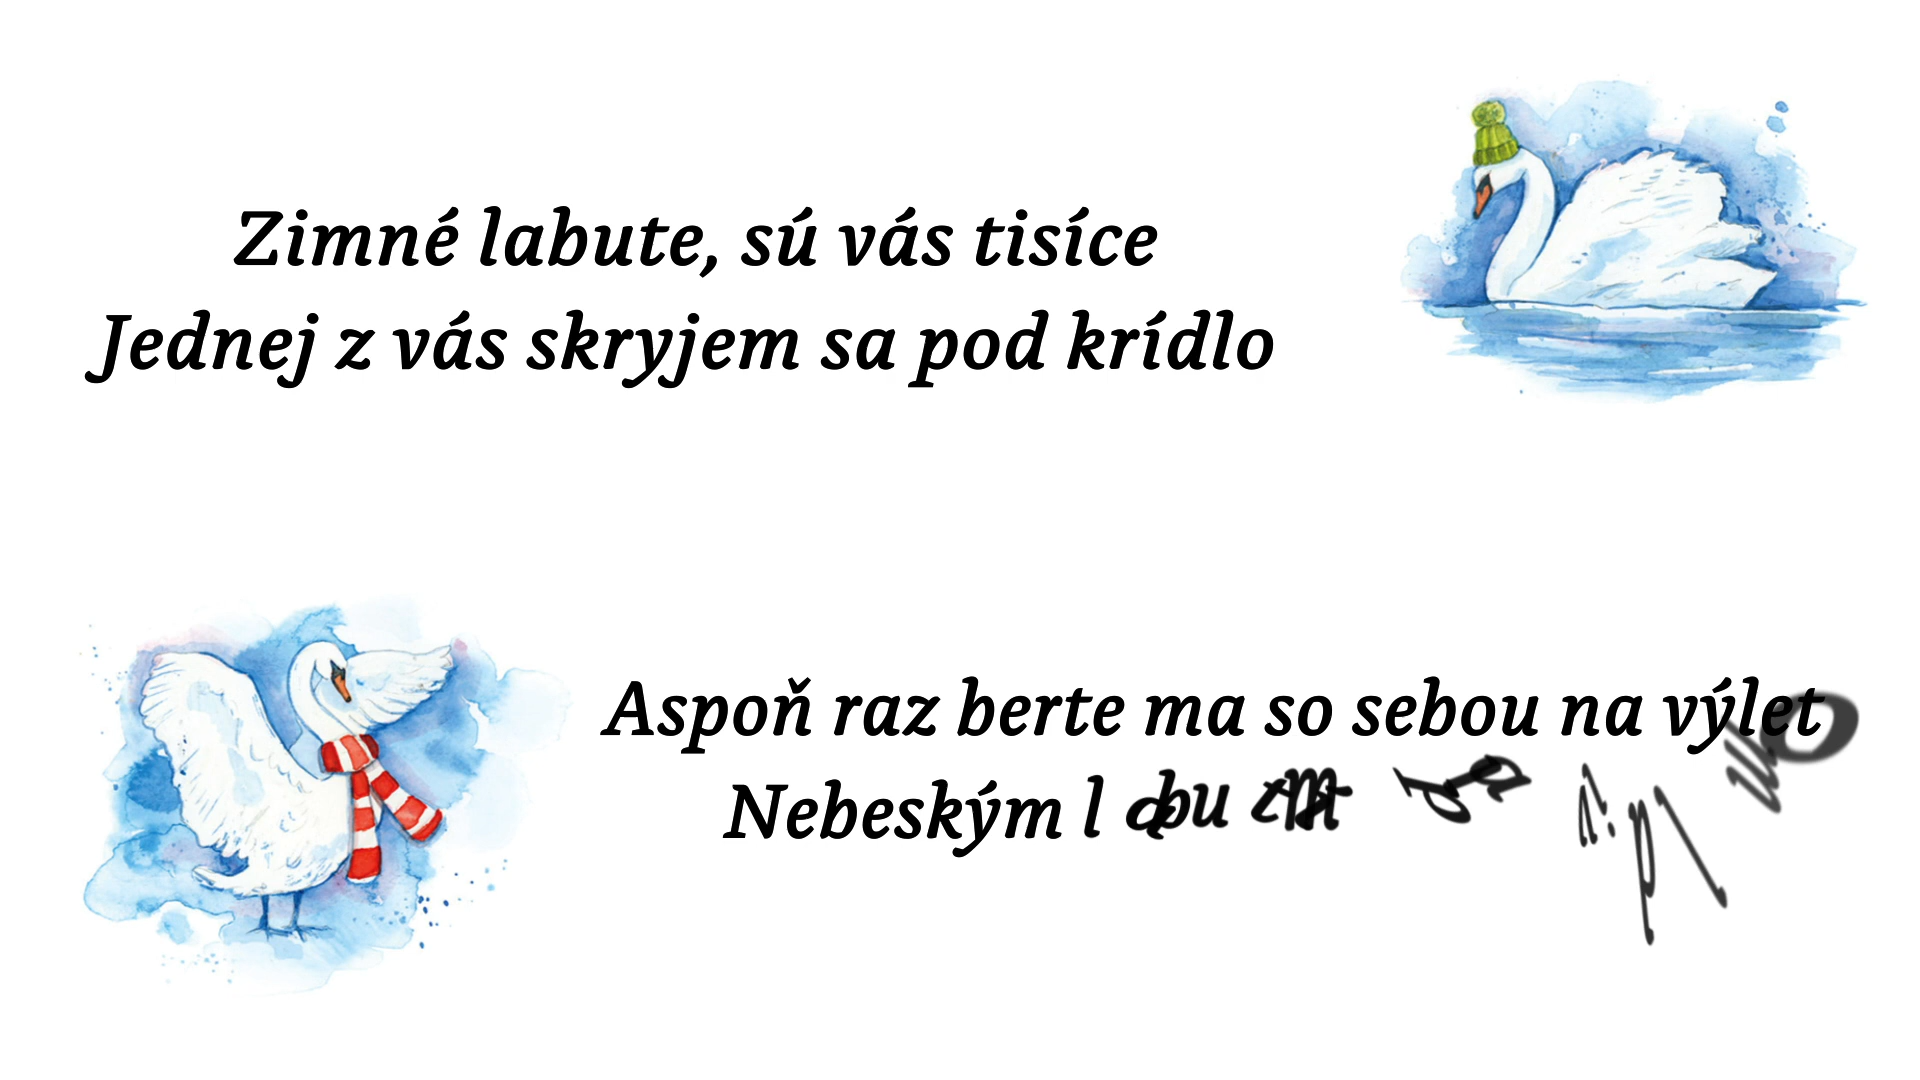 Zimné labute, sú vás tisíce
Jednej z vás skryjem sa pod krídlo
Aspoň raz berte ma so sebou na výlet
Nebeským